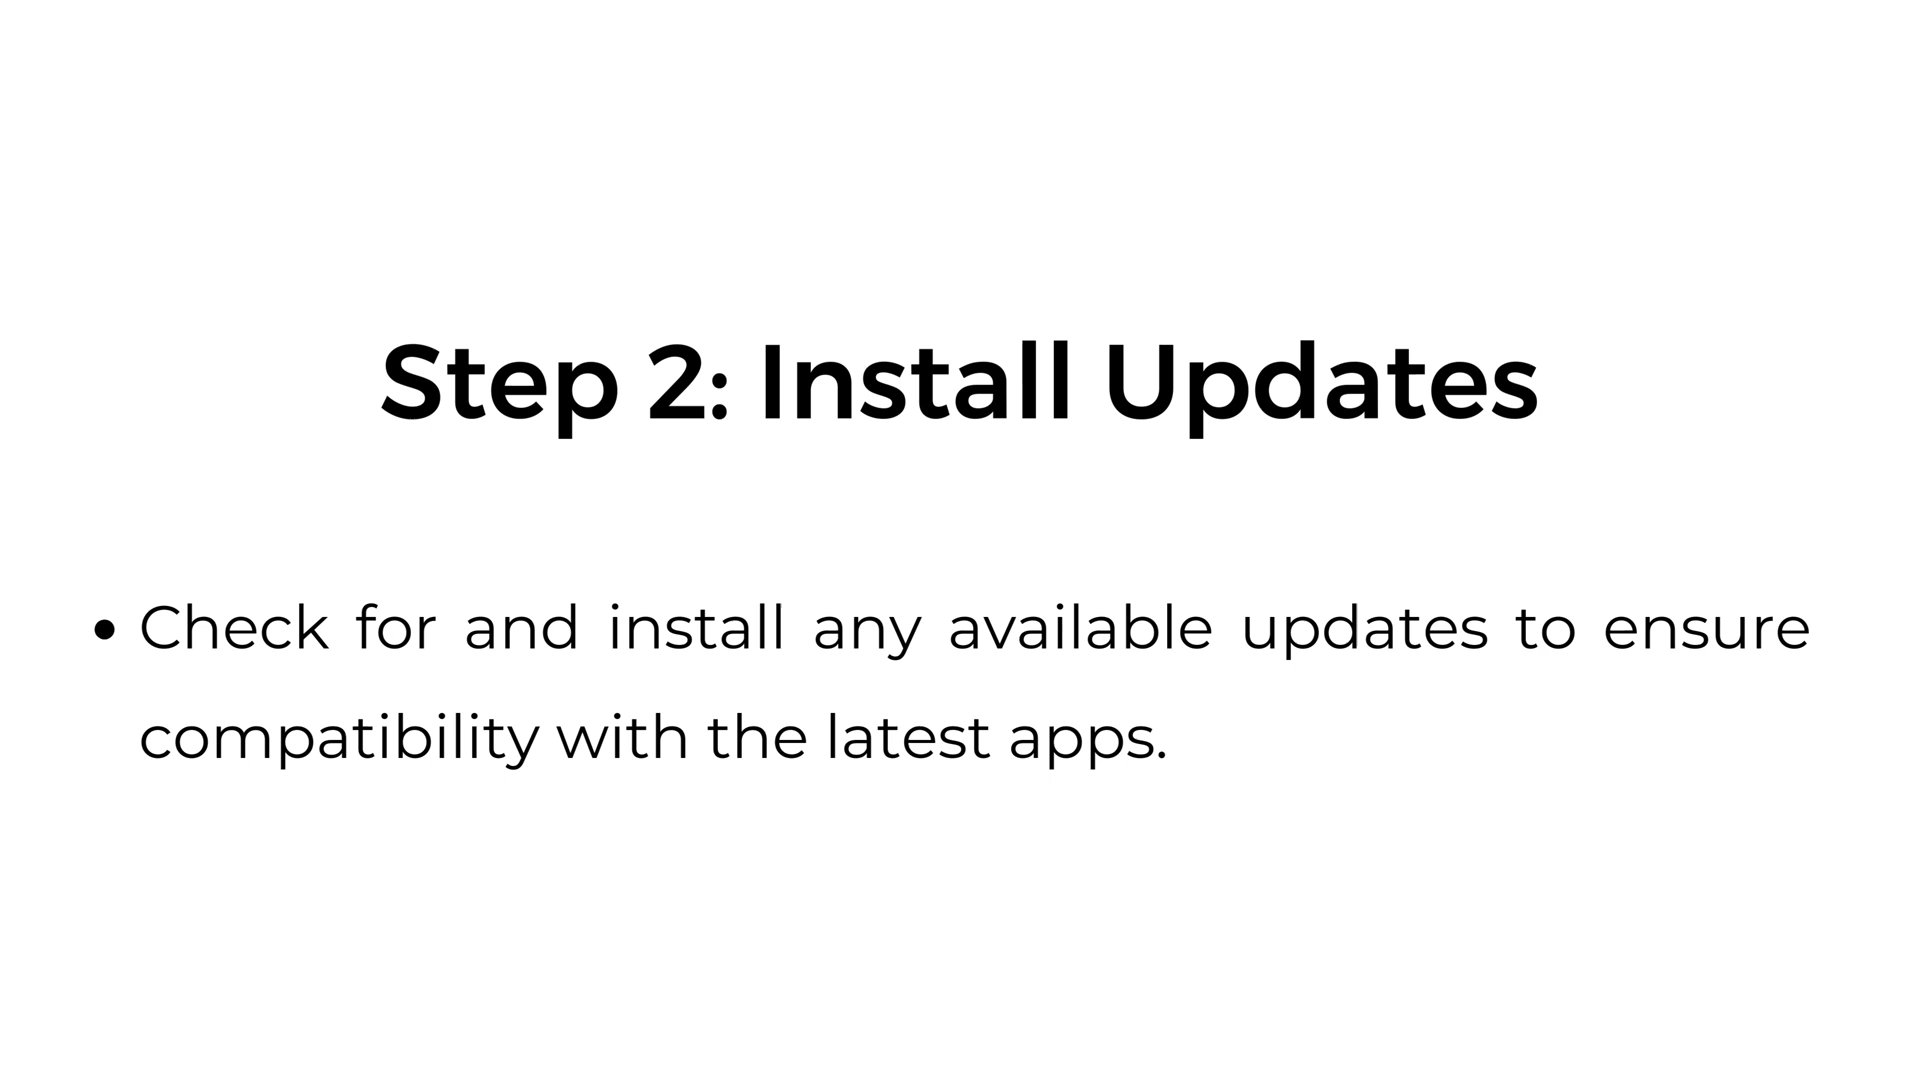 Step 2: Install Updates
• Check for and install any available updates to ensure
compatibility with the latest apps.